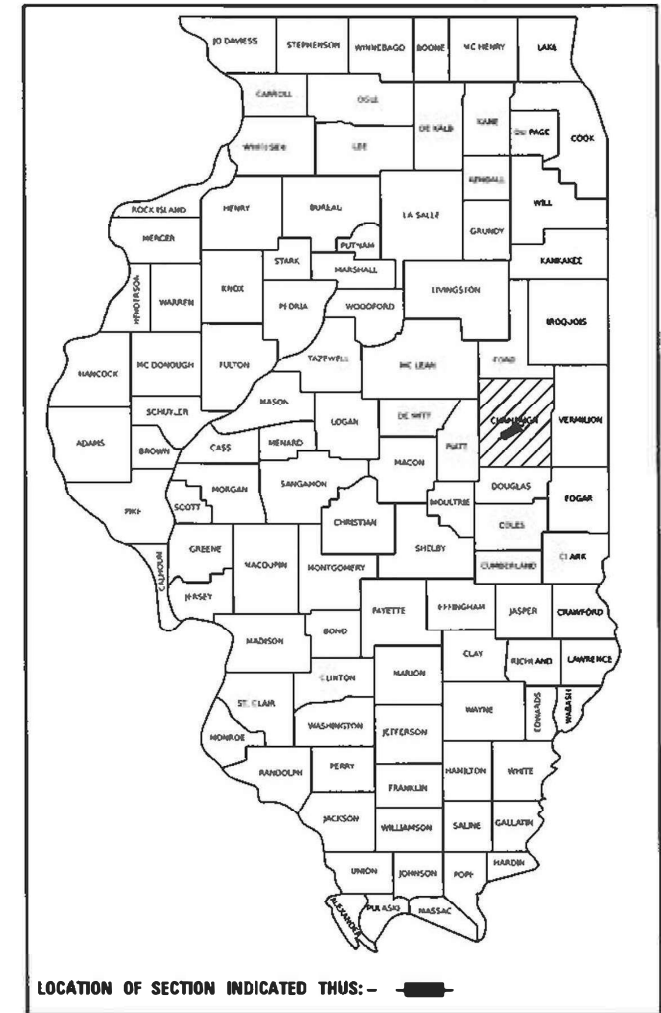 JO DAVIESS STEPHENSON WINNEBAGO BOONE MC HENRY LAKE
CARROLL OGLE DE KALB KANE DU PAGE COOK
WHITESIDE LEE KENDALL WILL
ROCK ISLAND HENRY BUREAU LA SALLE GRUNDY
MERCER PUTNAM KANKAKEE
STARK MARSHALL
HENDERSON WARREN KNOX PEORIA WOODFORD LIVINGSTON IROQUOIS
HANCOCK MC DONOUGH FULTON TAZEWELL MC LEAN FORD
SCHUYLER MASON LOGAN DE WITT CHAMPAIGN VERMILION
ADAMS BROWN CASS MENARD MACON PIATT
PIKE SCOTT MORGAN SANGAMON MOULTRIE DOUGLAS EDGAR
CHRISTIAN COLES
CALHOUN GREENE MACOUPIN MONTGOMERY SHELBY CUMBERLAND CLARK
JERSEY FAYETTE EFFINGHAM JASPER CRAWFORD
MADISON BOND CLAY RICHLAND LAWRENCE
CLINTON MARION
ST. CLAIR WAYNE EDWARDS WABASH
MONROE WASHINGTON JEFFERSON
RANDOLPH PERRY HAMILTON WHITE
FRANKLIN
JACKSON WILLIAMSON SALINE GALLATIN
UNION JOHNSON POPE HARDIN
ALEXANDER PULASKI MASSAC
LOCATION OF SECTION INDICATED THUS:-